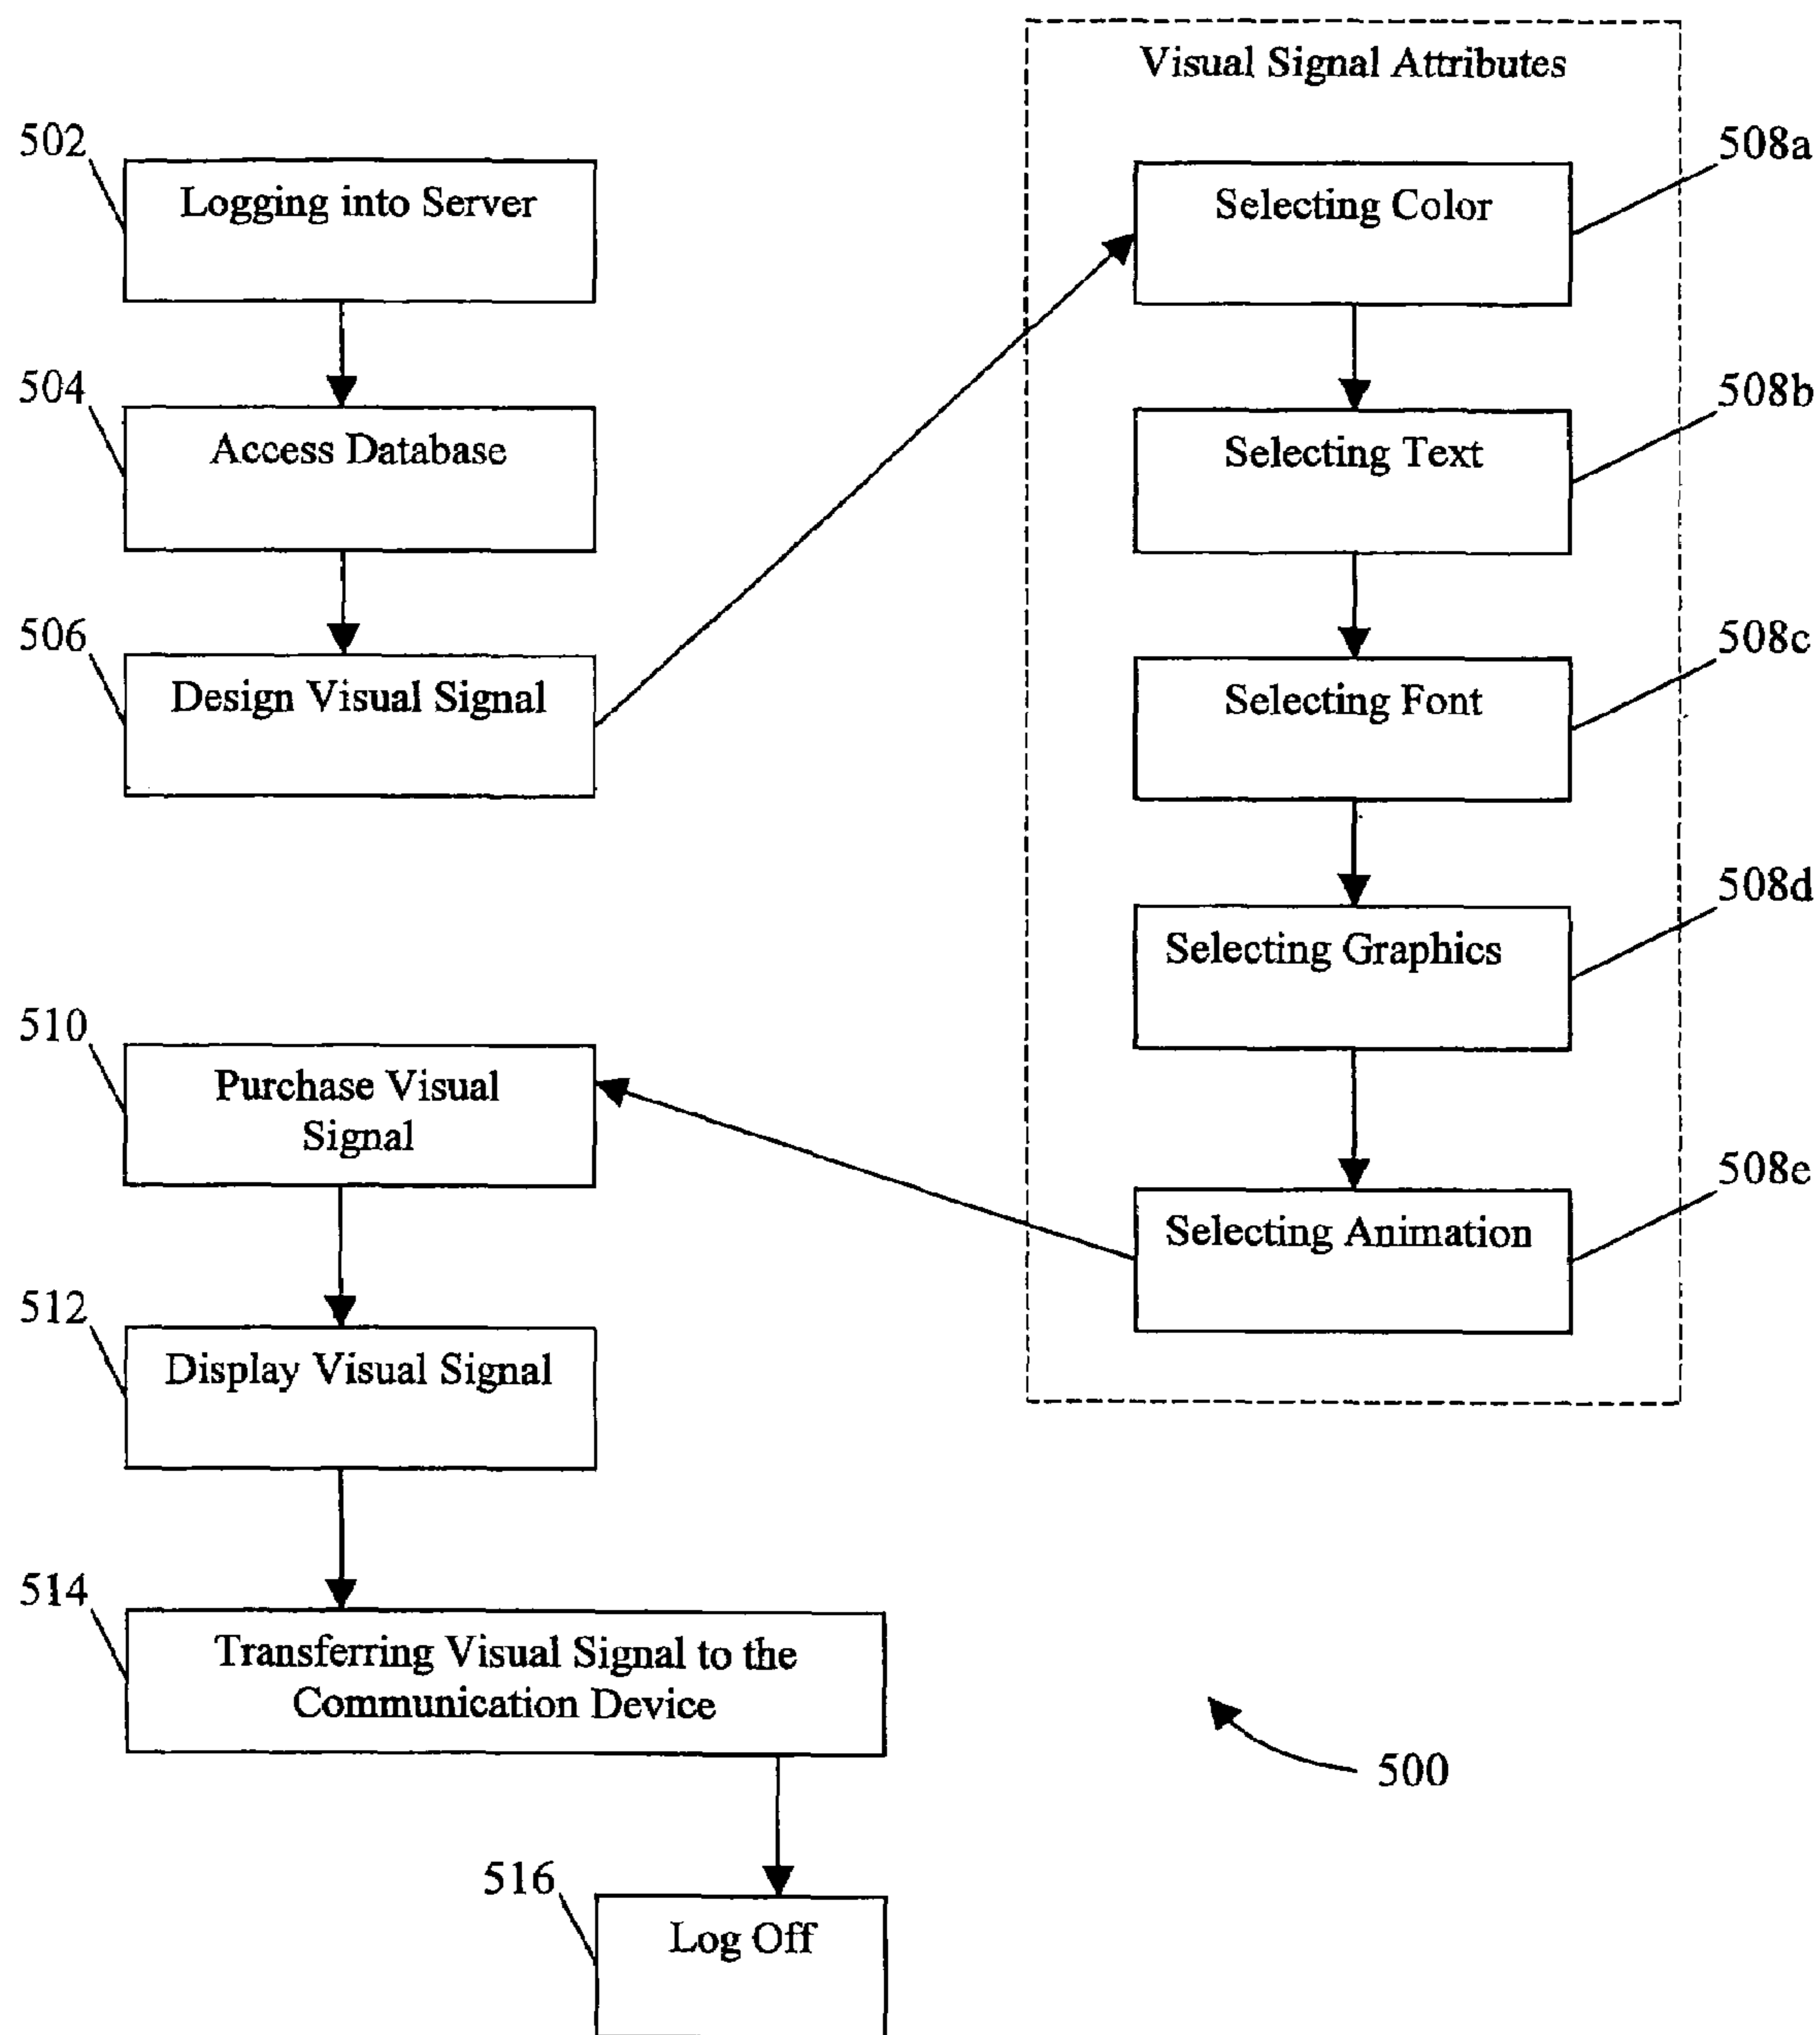 502
Logging into Server
504
Access Database
506
Design Visual Signal
Visual Signal Attributes
508a
Selecting Color
508b
Selecting Text
508c
Selecting Font
508d
Selecting Graphics
508e
Selecting Animation
510
Purchase Visual
Signal
512
Display Visual Signal
514
Transferring Visual Signal to the
Communication Device
516
Log Off
500